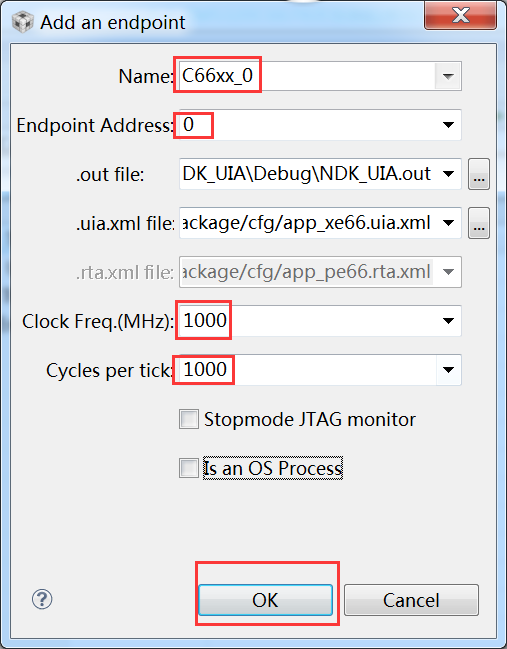 Add an endpoint
Name: C66xx_0
Endpoint Address: 0
.out file: DK_UIA\Debug\NDK_UIA.out ...
.uia.xml file: ackage/cfg/app_xe66.uia.xml ...
.rta.xml file: ackage/cfg/app_pe66.rta.xml
Clock Freq.(MHz): 1000
Cycles per tick: 1000
Stopmode JTAG monitor
Is an OS Process
? OK Cancel